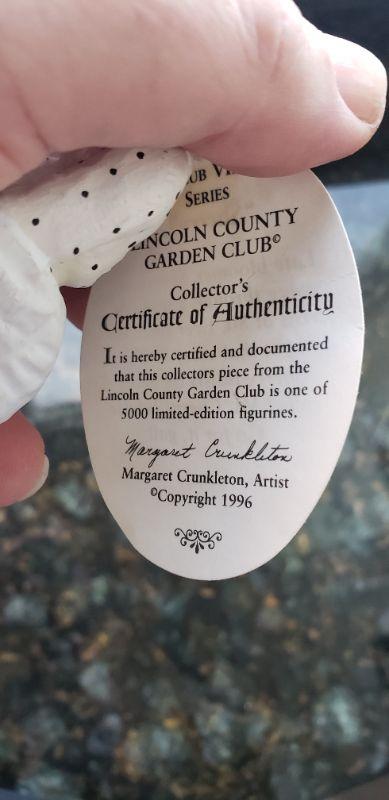 SERIES
LINCOLN COUNTY
GARDEN CLUB©
Collector's
Certificate of Authenticity
It is hereby certified and documented
that this collectors piece from the
Lincoln County Garden Club is one of
5000 limited-edition figurines.
Margaret Crunkleton
Margaret Crunkleton, Artist
©Copyright 1996